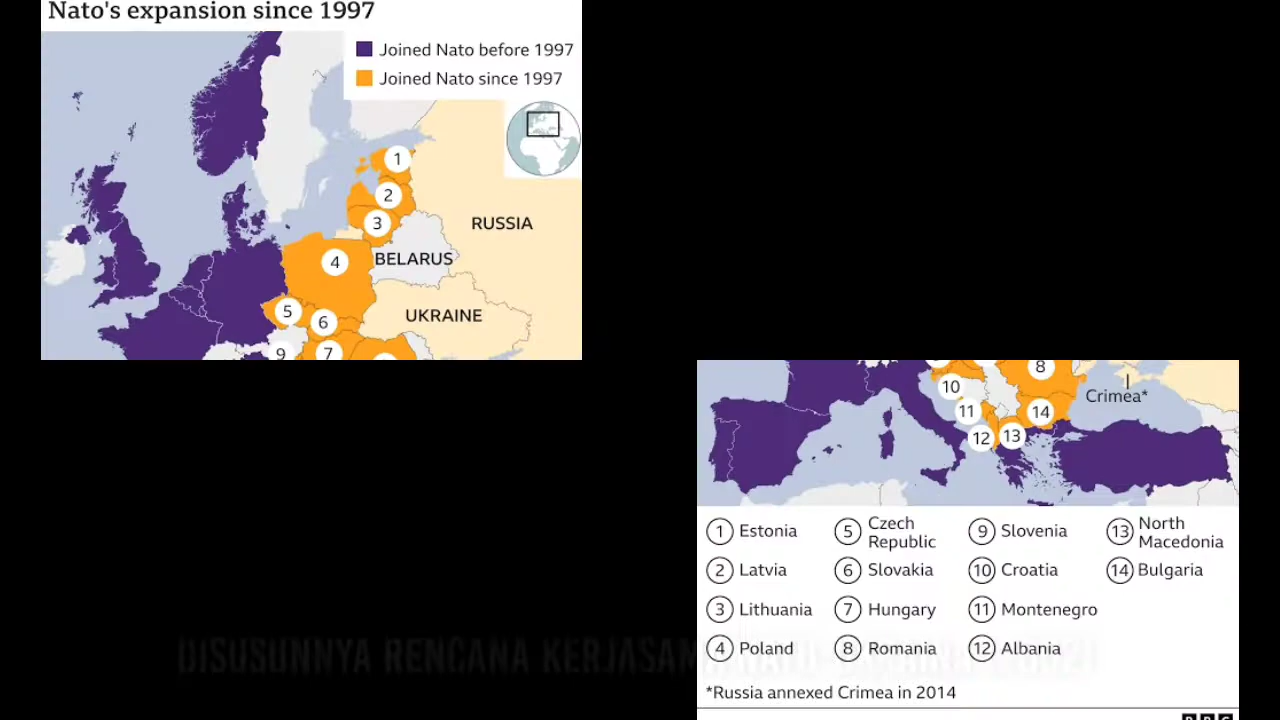 Nato's expansion since 1997
Joined Nato before 1997
Joined Nato since 1997
1
2
RUSSIA
3
BELARUS
4
5
UKRAINE
6
9
7
8
10
Crimea*
11
14
12
13
1 Estonia
2 Latvia
3 Lithuania
4 Poland
5 Czech
Republic
6 Slovakia
7 Hungary
8 Romania
9 Slovenia
10 Croatia
11 Montenegro
12 Albania
13 North
Macedonia
14 Bulgaria
*Russia annexed Crimea in 2014
BBC
DISUSUNNYA RENCANA KERJASAM